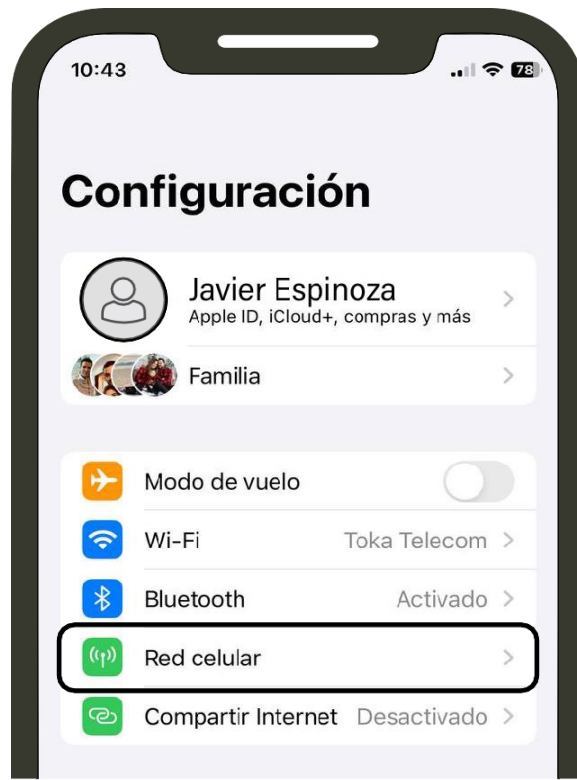 10:43
78
Configuración
Javier Espinoza
Apple ID, iCloud+, compras y más
Familia
Modo de vuelo
Wi-Fi Toka Telecom
Bluetooth Activado
Red celular
Compartir Internet Desactivado